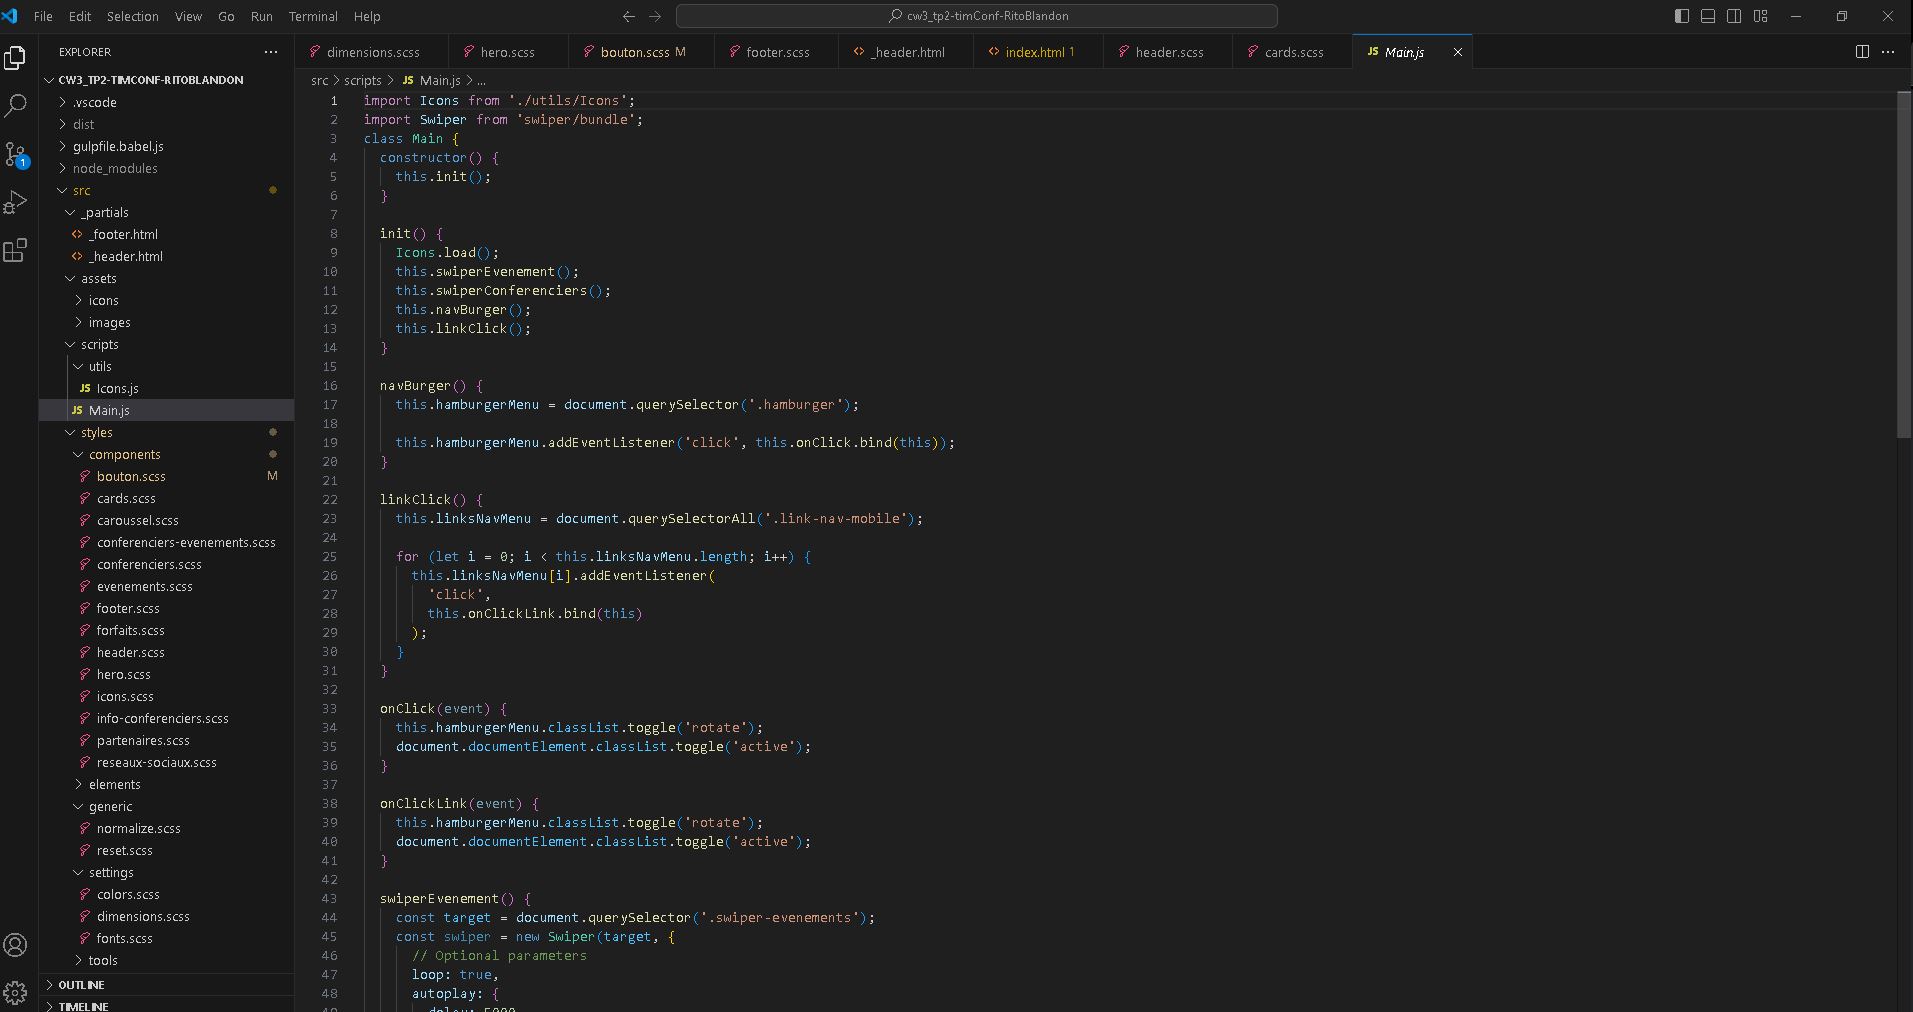 File Edit Selection View Go Run Terminal Help
cw3_tp2-timConf-RitoBlandon
EXPLORER
dimensions.scss hero.scss bouton.scss M footer.scss _header.html index.html 1 header.scss cards.scss JS Main.js
src > scripts > JS Main.js > ...
CW3_TP2-TIMCONF-RITOBLANDON
.vscode
dist
gulpfile.babel.js
node_modules
src
_partials
_footer.html
_header.html
assets
icons
images
scripts
utils
JS Icons.js
JS Main.js
styles
components
bouton.scss M
cards.scss
caroussel.scss
conferenciers-evenements.scss
conferenciers.scss
evenements.scss
footer.scss
forfaits.scss
header.scss
hero.scss
icons.scss
info-conferenciers.scss
partenaires.scss
reseaux-sociaux.scss
elements
generic
normalize.scss
reset.scss
settings
colors.scss
dimensions.scss
fonts.scss
tools
OUTLINE
TIMELINE
1
1 import Icons from './utils/Icons';
2 import Swiper from 'swiper/bundle';
3 class Main {
4 constructor() {
5 this.init();
6 }
7
8 init() {
9 Icons.load();
10 this.swiperEvenement();
11 this.swiperConferenciers();
12 this.navBurger();
13 this.linkClick();
14 }
15
16 navBurger() {
17 this.hamburgerMenu = document.querySelector('.hamburger');
18
19 this.hamburgerMenu.addEventListener('click', this.onClick.bind(this));
20 }
21
22 linkClick() {
23 this.linksNavMenu = document.querySelectorAll('.link-nav-mobile');
24
25 for (let i = 0; i < this.linksNavMenu.length; i++) {
26 this.linksNavMenu[i].addEventListener(
27 'click',
28 this.onClickLink.bind(this)
29 );
30 }
31 }
32
33 onClick(event) {
34 this.hamburgerMenu.classList.toggle('rotate');
35 document.documentElement.classList.toggle('active');
36 }
37
38 onClickLink(event) {
39 this.hamburgerMenu.classList.toggle('rotate');
40 document.documentElement.classList.toggle('active');
41 }
42
43 swiperEvenement() {
44 const target = document.querySelector('.swiper-evenements');
45 const swiper = new Swiper(target, {
46 // Optional parameters
47 loop: true,
48 autoplay: {